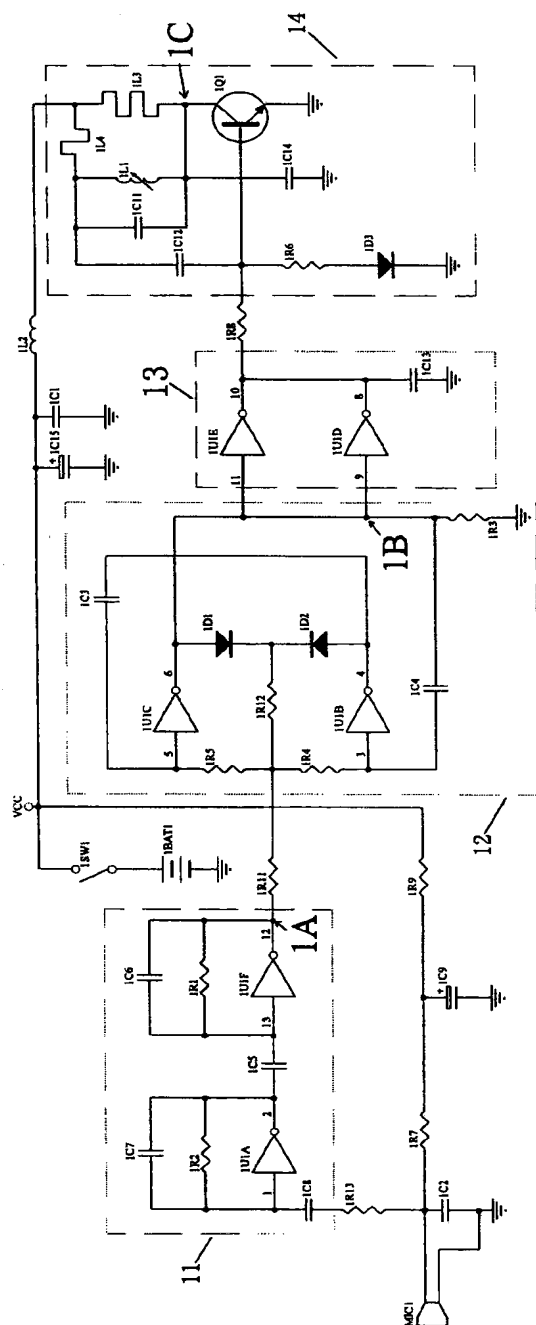 14
1C
1L3
1Q1
1L4
1L1
1C11
1C14
1C12
1R6
1D3
1L2
1R8
13
1C1
+ 1C15
10
1U1E
11
8
1U1D
9
1C13
1C3
1B
1R3
6
1D1
1D2
4
1U1C
1R12
1U1B
5
3
1R5
1R4
1C4
12
VCC
1SW1
1BAT1
1R11
1R9
1A
12
1C6
1R1
1U1F
13
+ 1C9
1C5
1C7
2
1R2
1U1A
1
1R7
1C8
1R13
1C2
11
MIC1